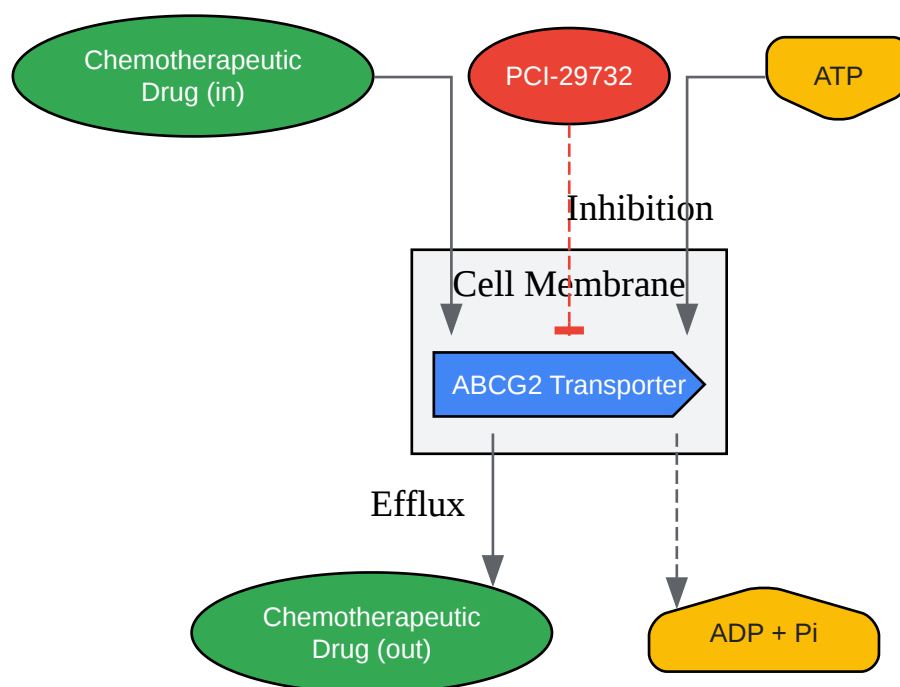 Chemotherapeutic
Drug (in)
PCI-29732
ATP
Inhibition
Cell Membrane
ABCG2 Transporter
Efflux
Chemotherapeutic
Drug (out)
ADP + Pi